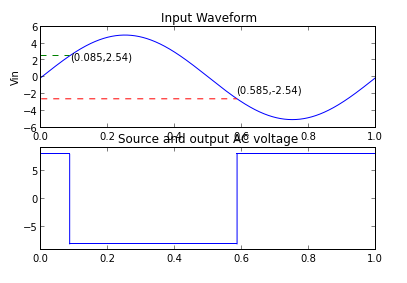 Input Waveform
6
4
(0.085,2.54)
2
Vin
0
(0.585,-2.54)
−2
−4
−6
0.0 0.2 0.4 0.6 0.8 1.0
Source and output AC voltage
5
0
−5
0.0 0.2 0.4 0.6 0.8 1.0